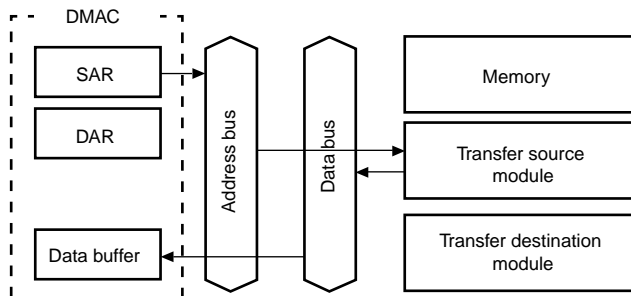 DMAC
SAR
DAR
Data buffer
Address bus
Data bus
Memory
Transfer source
module
Transfer destination
module